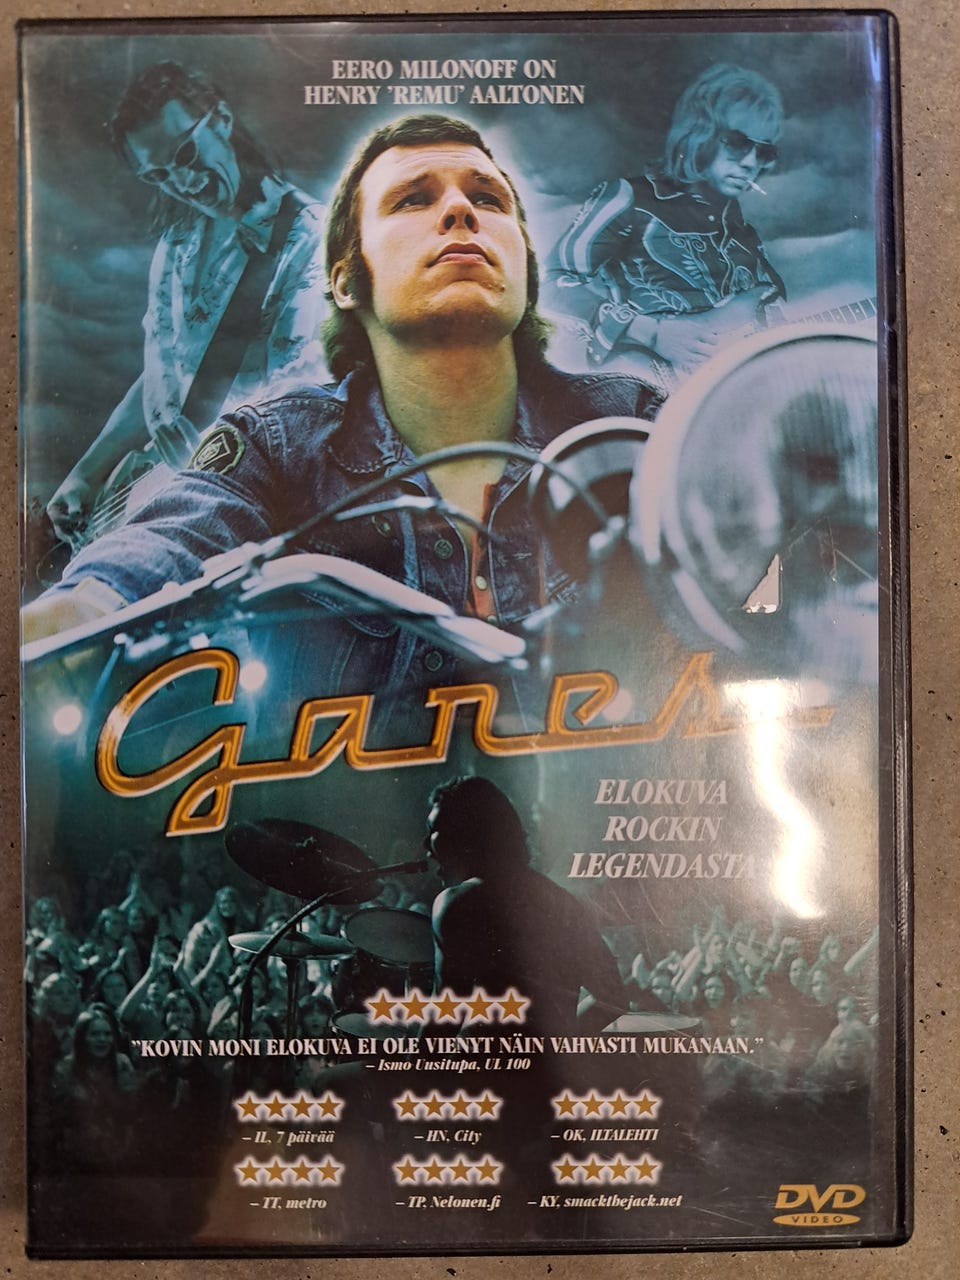 EERO MILONOFF ON
HENRY 'REMU' AALTONEN
Ganes
ELOKUVA
ROCKIN
LEGENDASTA
"KOVIN MONI ELOKUVA EI OLE VIENYT NÄIN VAHVASTI MUKANAAN."
– Ismo Uusitupa, UL 100
– IL, 7 päivää
– HN, City
– OK, ILTALEHTI
– TT, metro
– TP, Nelonen.fi
– KY, smackthejack.net
DVD
VIDEO